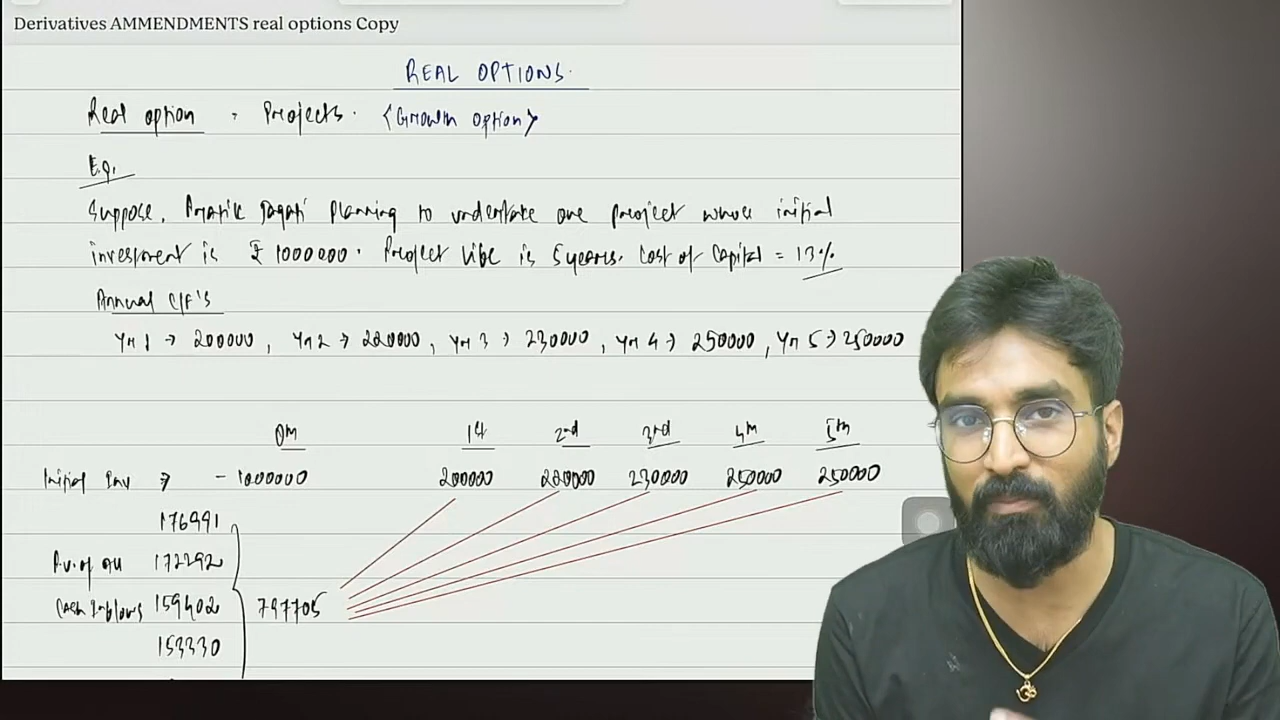 Derivatives AMMENDMENTS real options Copy
REAL OPTIONS.
Real option = Projects. <Growth option>
E.g.
Suppose, Pratik Jagati Planning to undertake one project whose initial
investment is ₹ 1000000. Project life is 5 years. Cost of Capital = 13%
Annual C/F's
Yr 1 → 200000, Yr 2 → 220000, Yr 3 → 230000, Yr 4 → 250000, Yr 5 → 250000
0th 1st 2nd 3rd 4th 5th
Initial Inv ⇒ - 1000000 200000 220000 230000 250000 250000
176991
P.v. of all 172292
Cash Inflows 159402 797705
153330